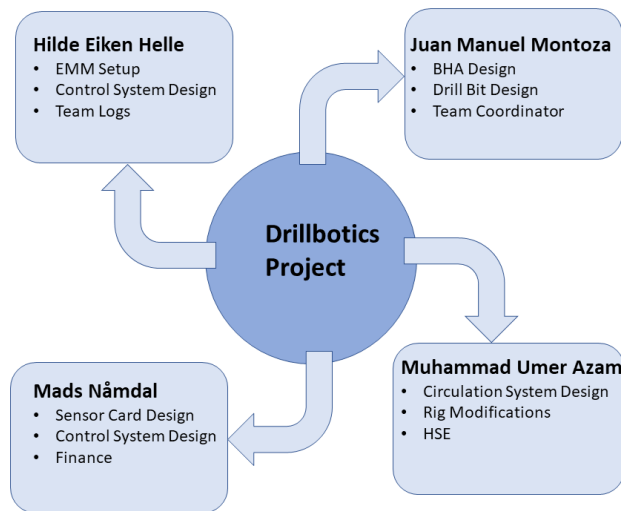 Hilde Eiken Helle
• EMM Setup
• Control System Design
• Team Logs
Juan Manuel Montoza
• BHA Design
• Drill Bit Design
• Team Coordinator
Drillbotics
Project
Mads Nåmdal
• Sensor Card Design
• Control System Design
• Finance
Muhammad Umer Azam
• Circulation System Design
• Rig Modifications
• HSE